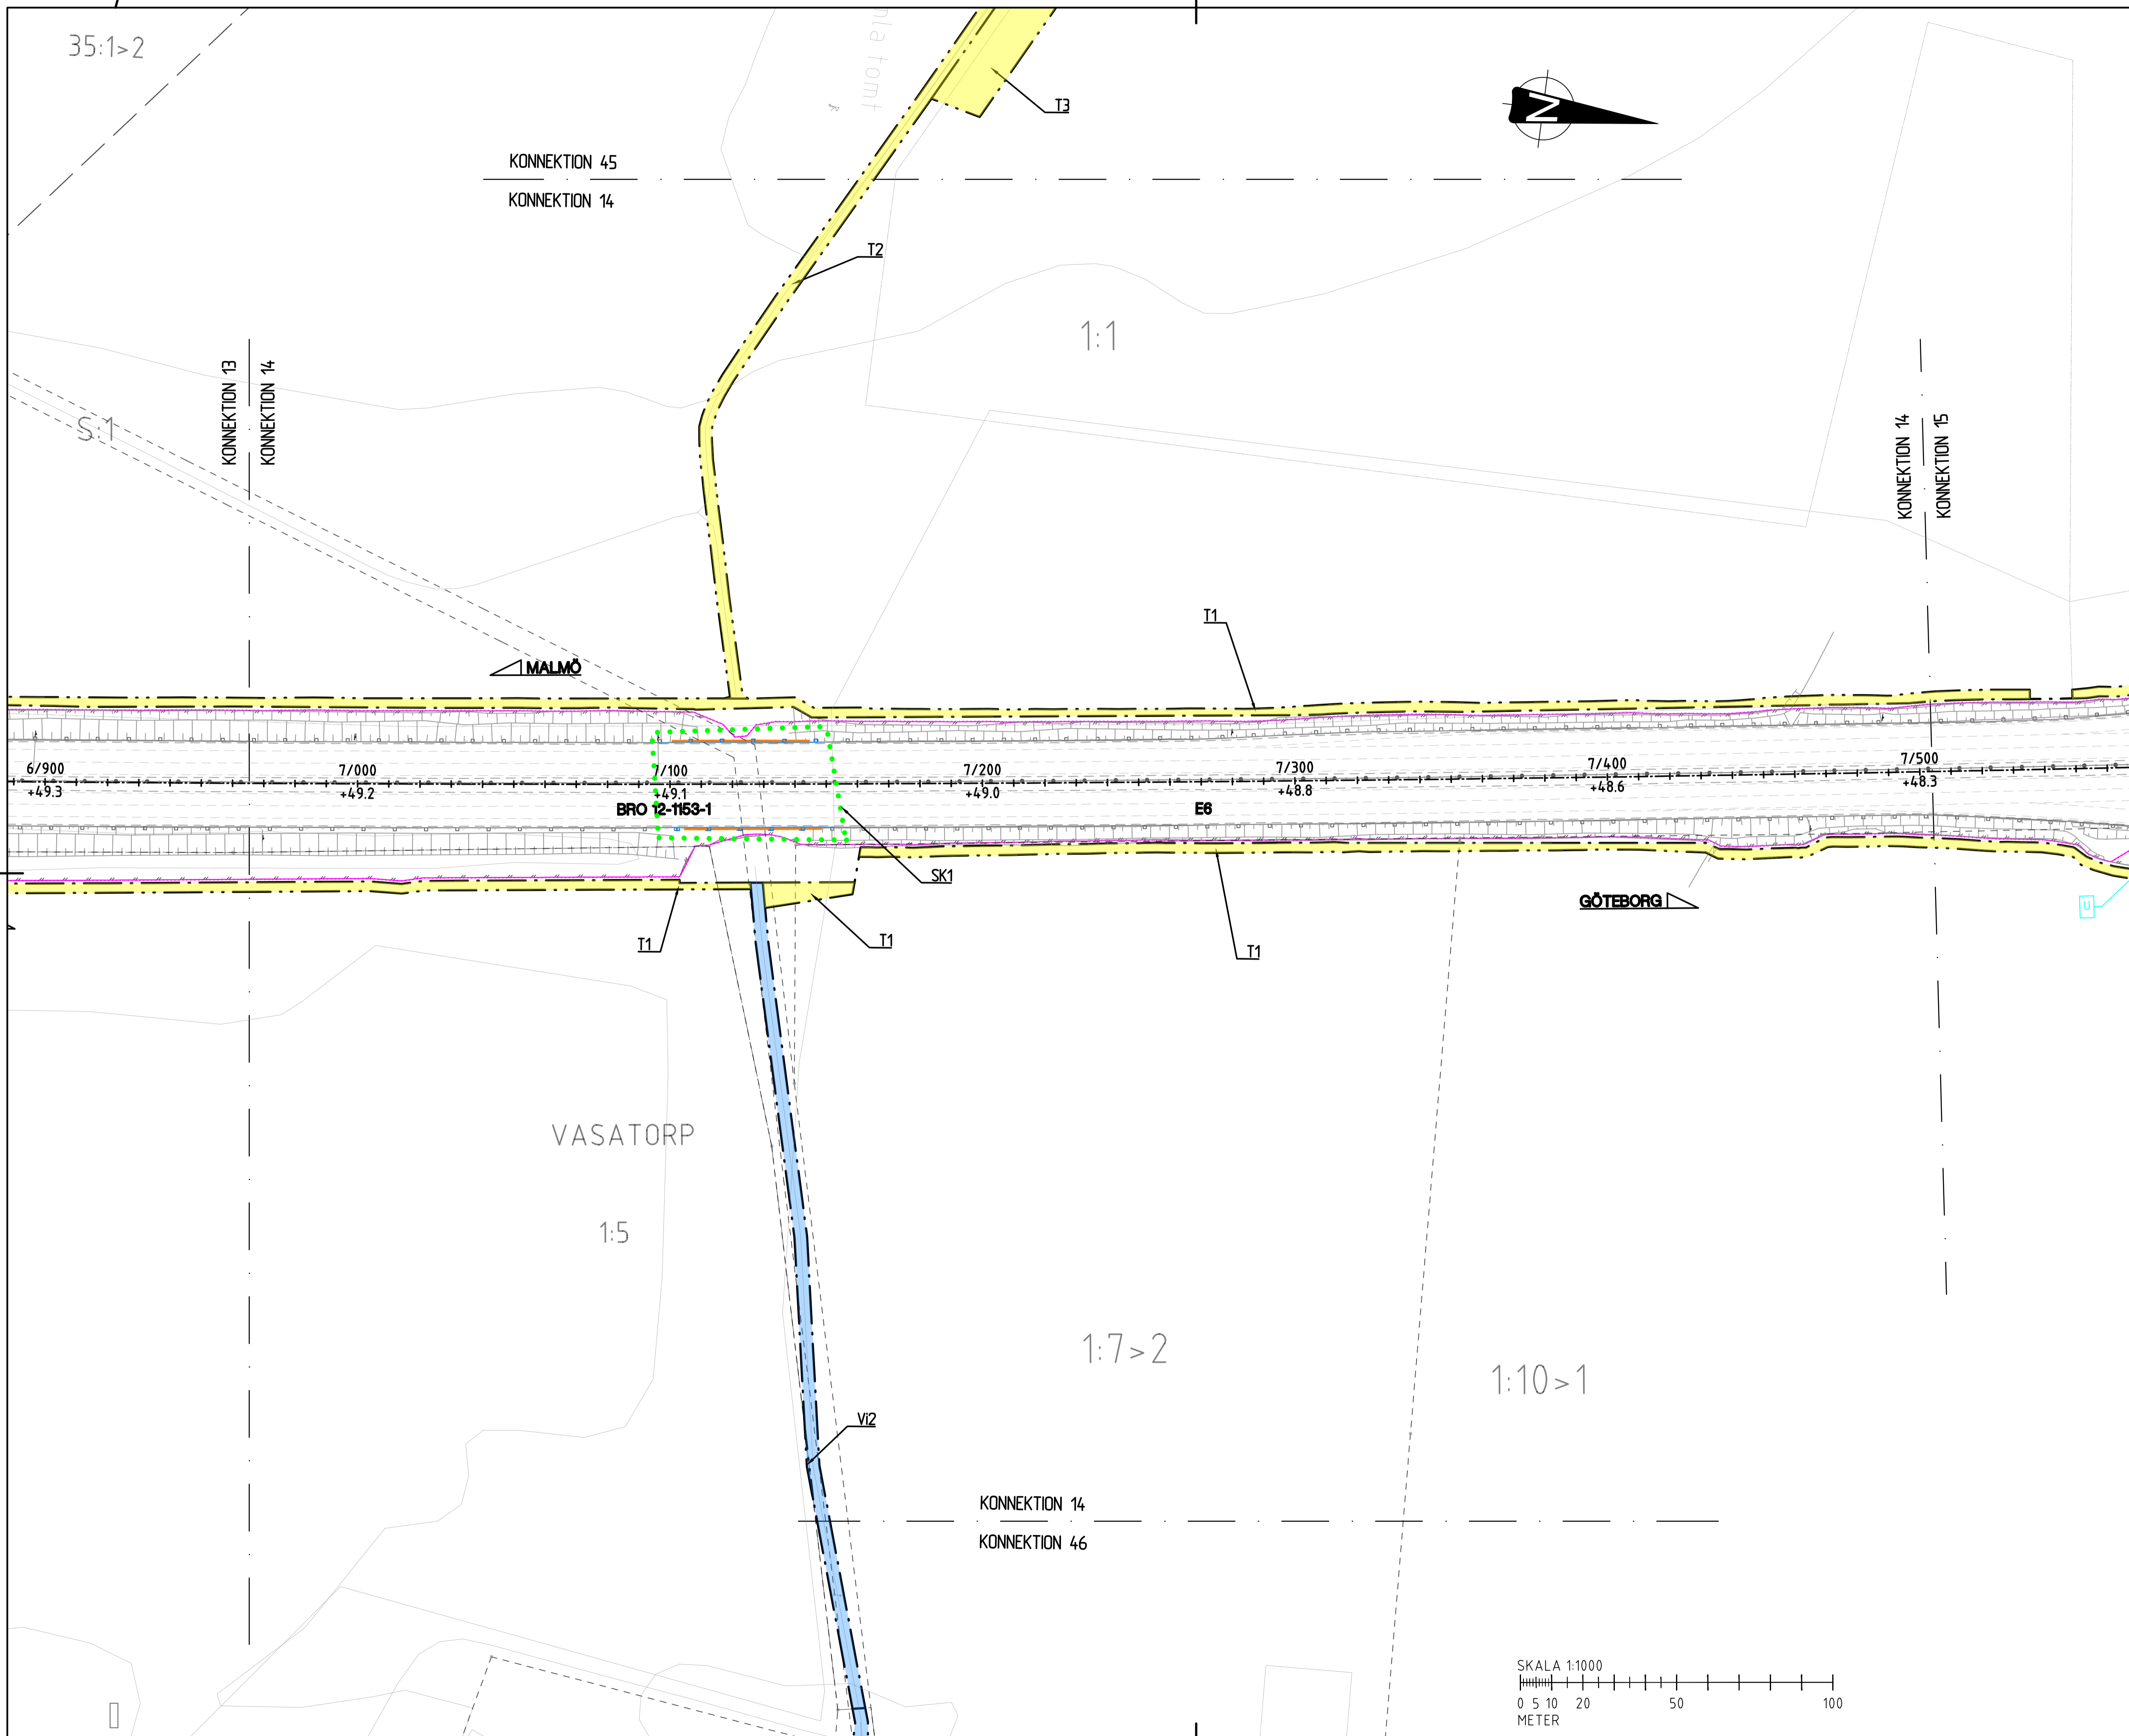 35:1>2
nla tomt
T3
N
KONNEKTION 45
KONNEKTION 14
T2
1:1
KONNEKTION 13
KONNEKTION 14
S:1
KONNEKTION 14
KONNEKTION 15
T1
MALMÖ
6/900
7/000
7/100
7/200
7/300
7/400
7/500
+49.3
+49.2
+49.1
+49.0
+48.8
+48.6
+48.3
BRO 12-1153-1
E6
SK1
GÖTEBORG
U
T1
T1
T1
VASATORP
1:5
1:7>2
1:10>1
Vi2
KONNEKTION 14
KONNEKTION 46
SKALA 1:1000
0 5 10 20 50 100
METER